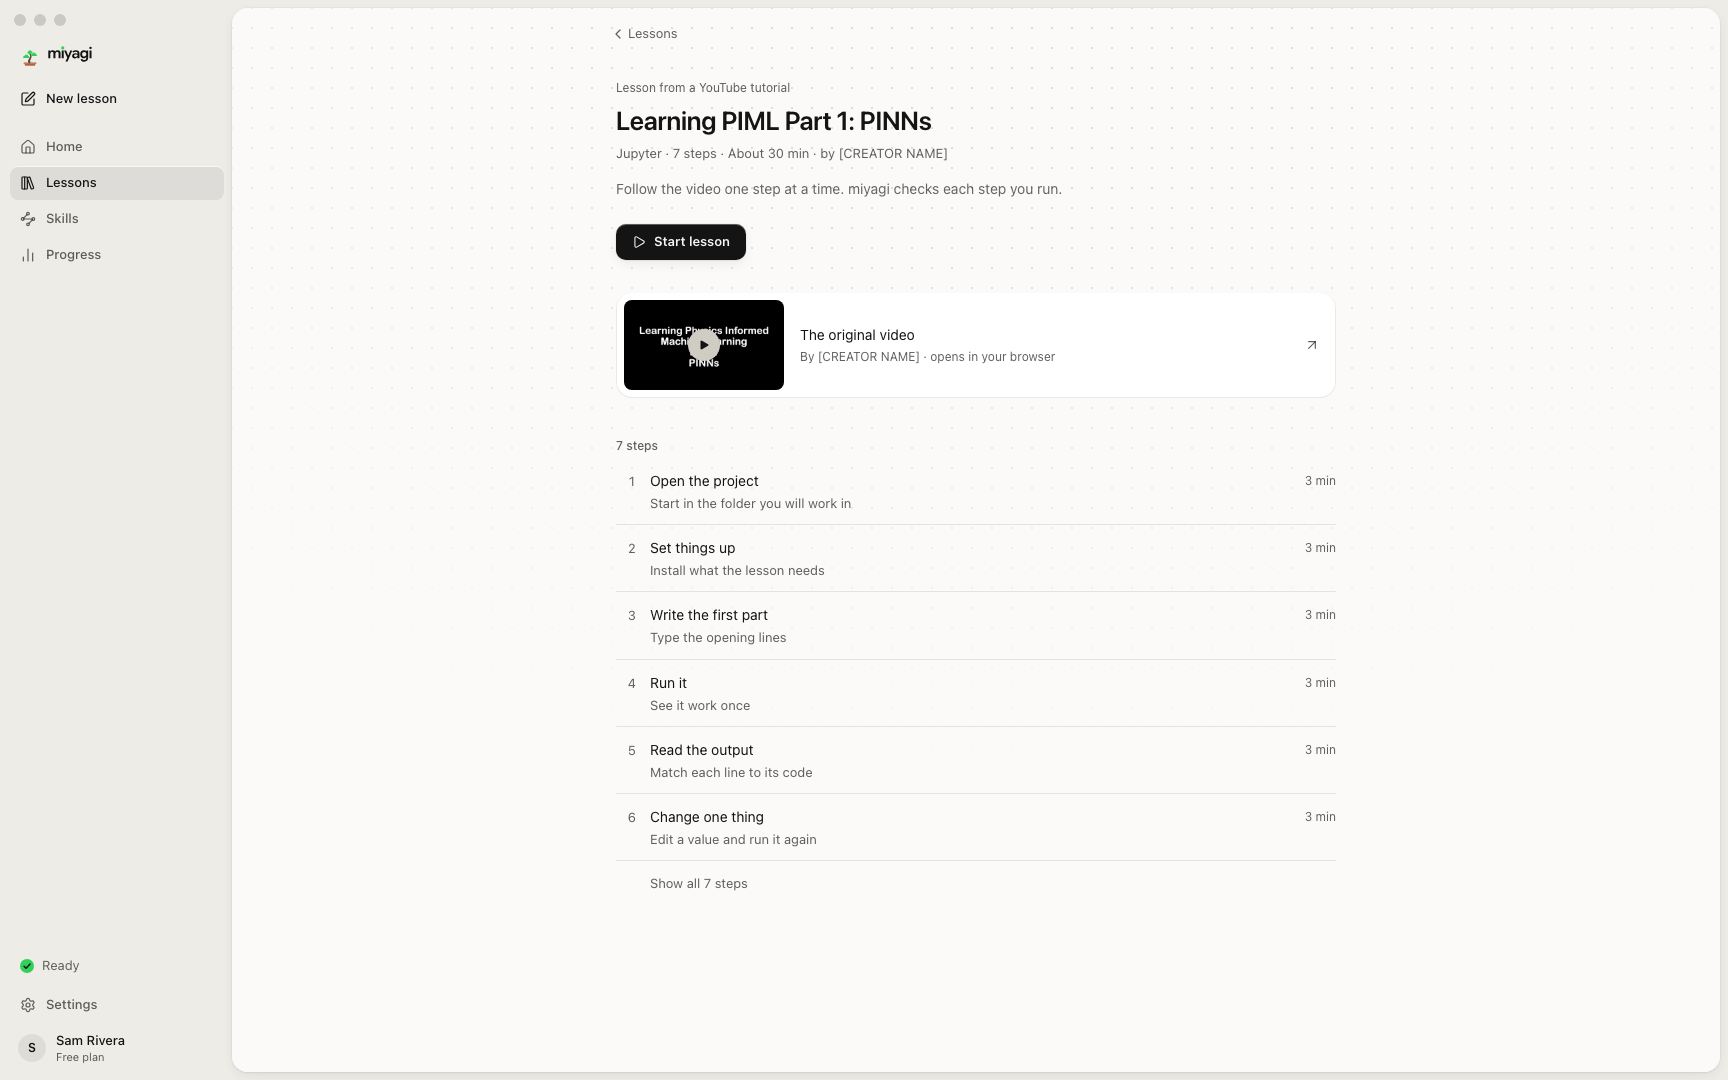 miyagi
New lesson
Home
Lessons
Skills
Progress
Ready
Settings
S
Sam Rivera
Free plan
Lessons
Lesson from a YouTube tutorial
Learning PIML Part 1: PINNs
Jupyter · 7 steps · About 30 min · by [CREATOR NAME]
Follow the video one step at a time. miyagi checks each step you run.
Start lesson
Learning Physics Informed
Machine Learning
PINNs
The original video
By [CREATOR NAME] · opens in your browser
7 steps
1 Open the project 3 min
Start in the folder you will work in
2 Set things up 3 min
Install what the lesson needs
3 Write the first part 3 min
Type the opening lines
4 Run it 3 min
See it work once
5 Read the output 3 min
Match each line to its code
6 Change one thing 3 min
Edit a value and run it again
Show all 7 steps